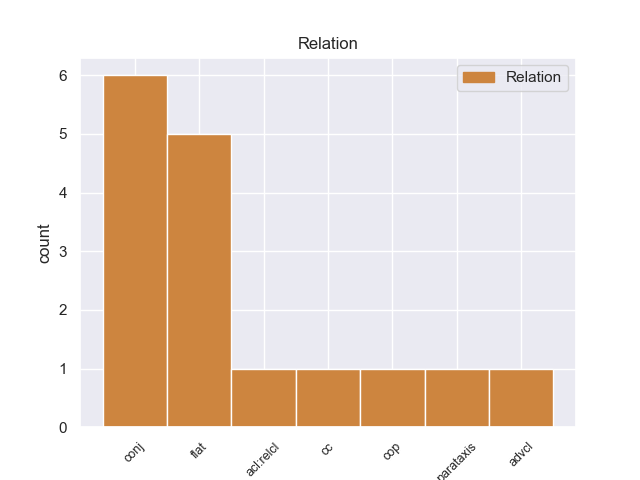 Relation
Relation
count
6
5
4
3
2
1
0
conj
flat
acl:relcl
cc
cop
parataxis
advcl